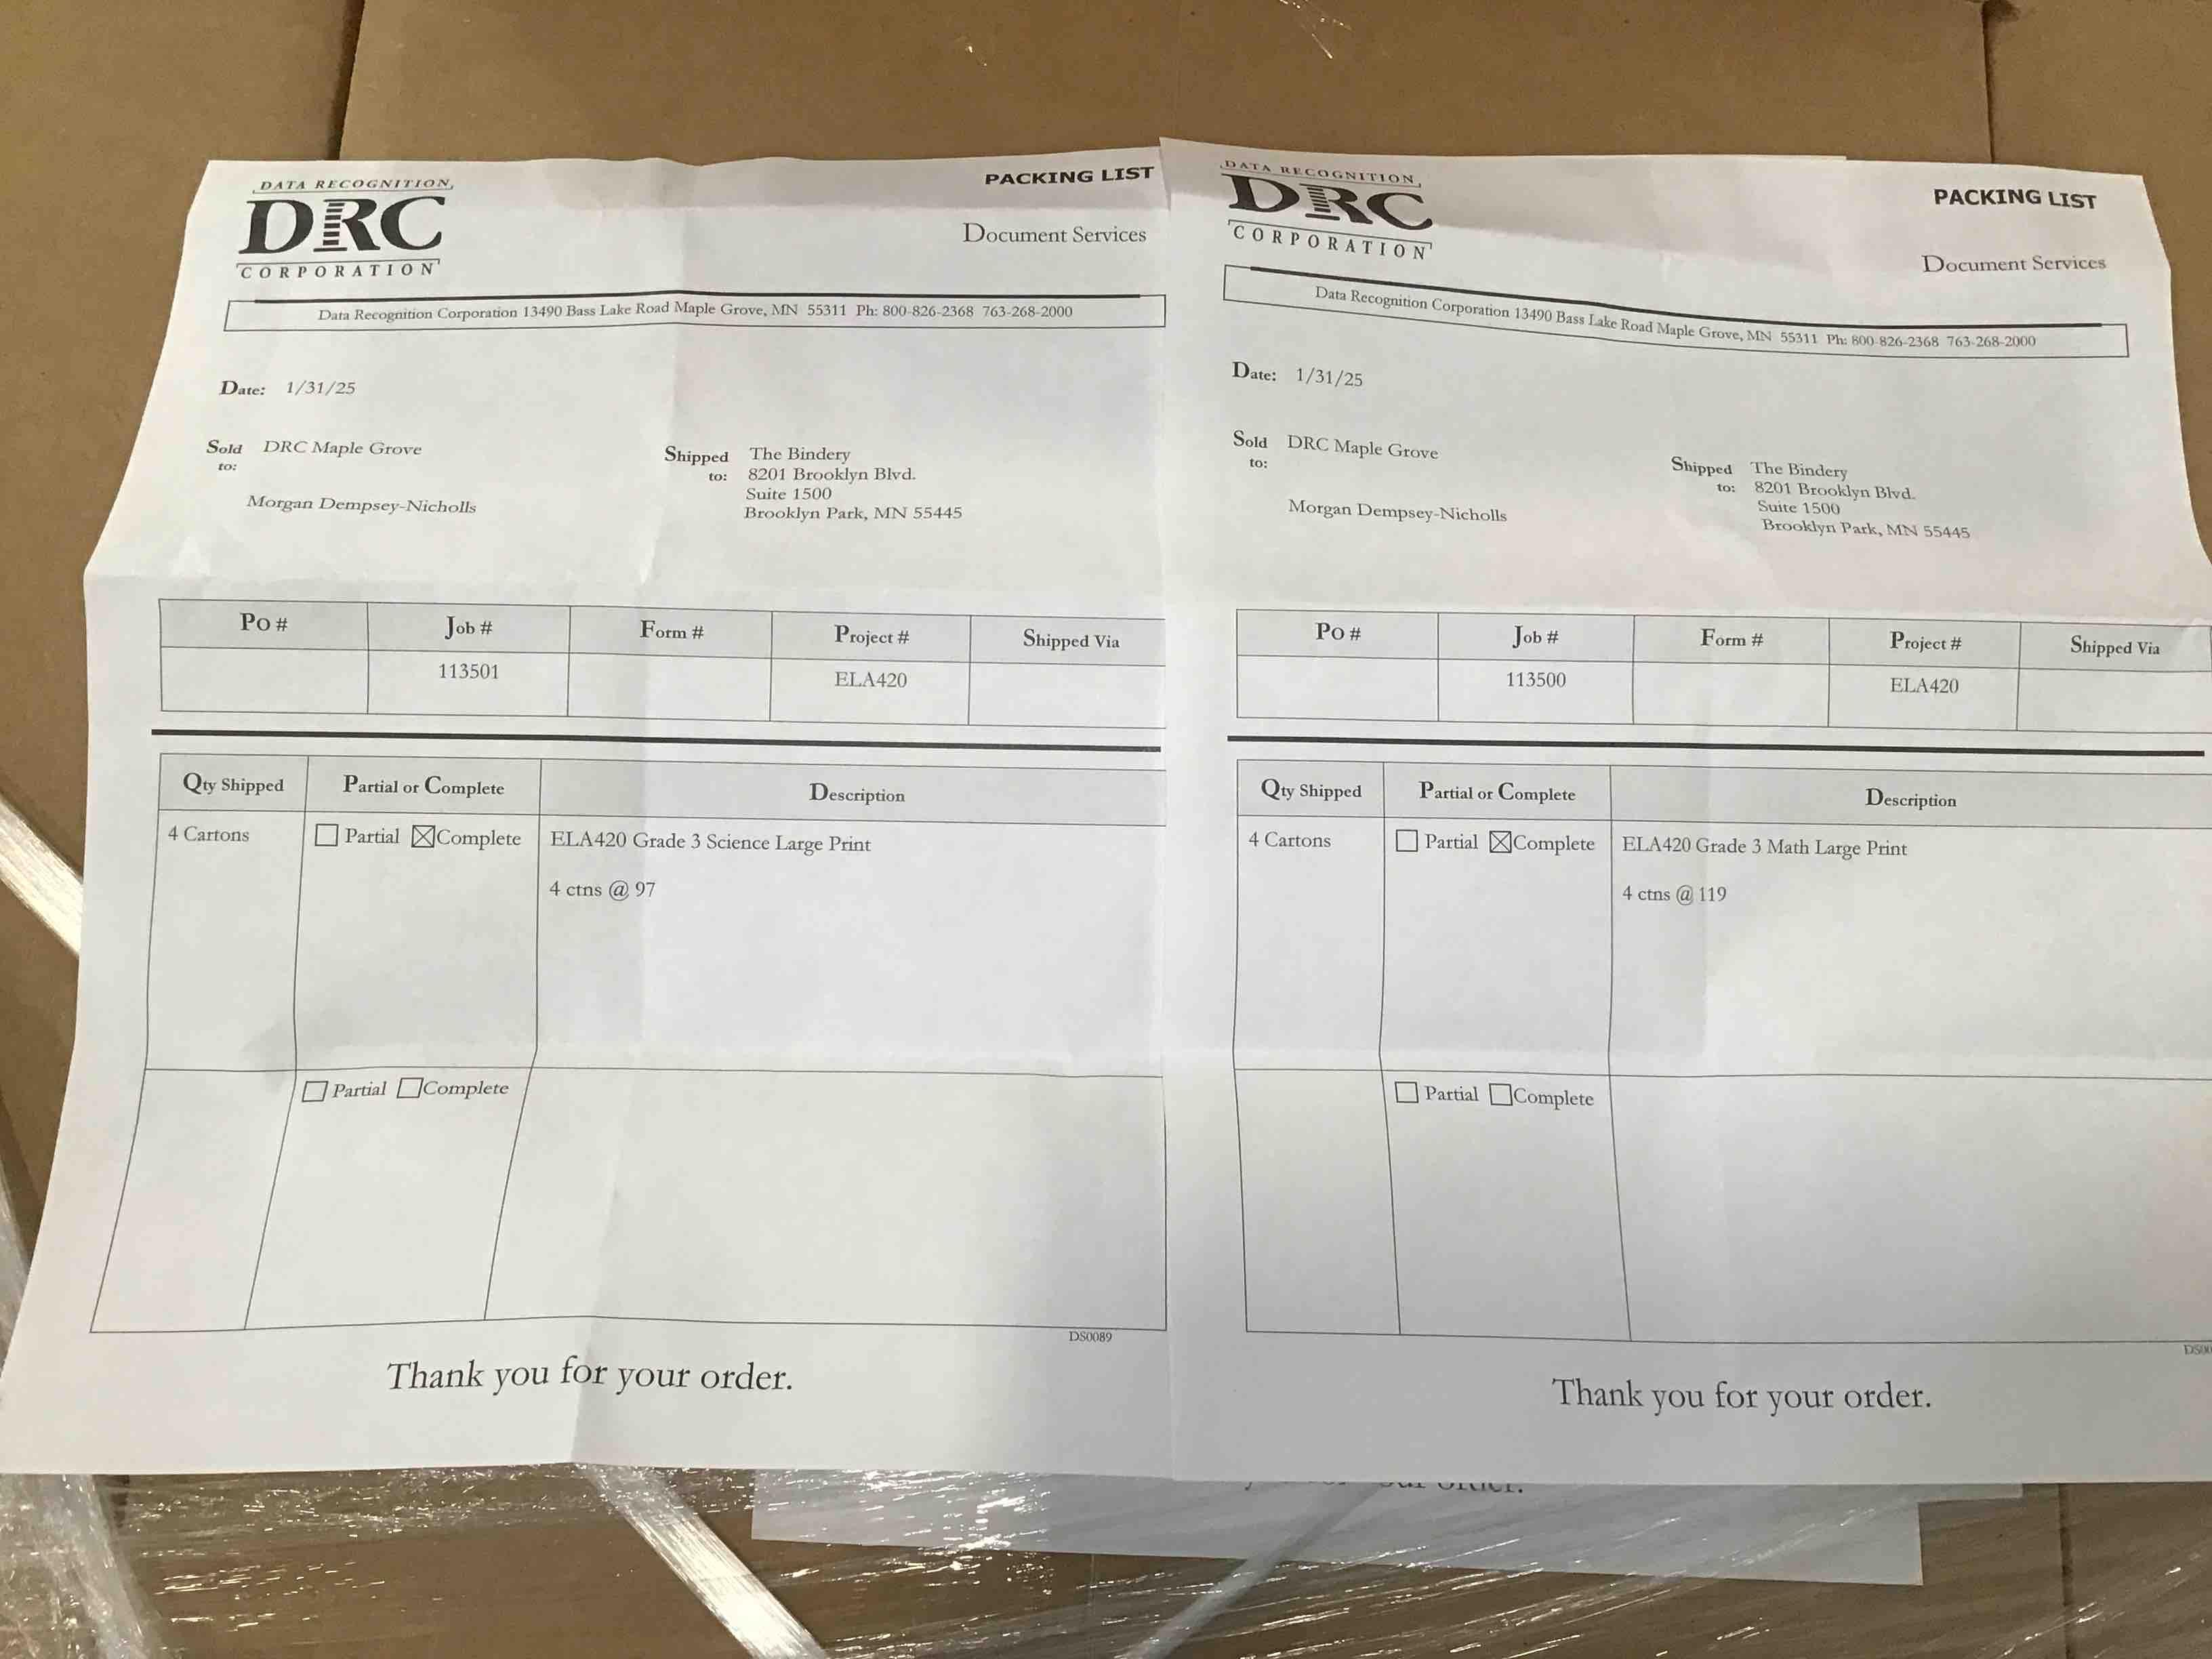 DATA RECOGNITION
DRC
CORPORATION
PACKING LIST
Document Services
Data Recognition Corporation 13490 Bass Lake Road Maple Grove, MN 55311 Ph: 800-826-2368 763-268-2000
Date: 1/31/25
Sold to: DRC Maple Grove
Morgan Dempsey-Nicholls
Shipped to: The Bindery
8201 Brooklyn Blvd.
Suite 1500
Brooklyn Park, MN 55445
PO # Job # Form # Project # Shipped Via
113501 ELA420
Qty Shipped Partial or Complete Description
4 Cartons Partial Complete ELA420 Grade 3 Science Large Print
4 ctns @ 97
Partial Complete
DS0089
Thank you for your order.
DATA RECOGNITION
DRC
CORPORATION
PACKING LIST
Document Services
Data Recognition Corporation 13490 Bass Lake Road Maple Grove, MN 55311 Ph: 800-826-2368 763-268-2000
Date: 1/31/25
Sold to: DRC Maple Grove
Morgan Dempsey-Nicholls
Shipped to: The Bindery
8201 Brooklyn Blvd.
Suite 1500
Brooklyn Park, MN 55445
PO # Job # Form # Project # Shipped Via
113500 ELA420
Qty Shipped Partial or Complete Description
4 Cartons Partial Complete ELA420 Grade 3 Math Large Print
4 ctns @ 119
Partial Complete
Thank you for your order.
order.